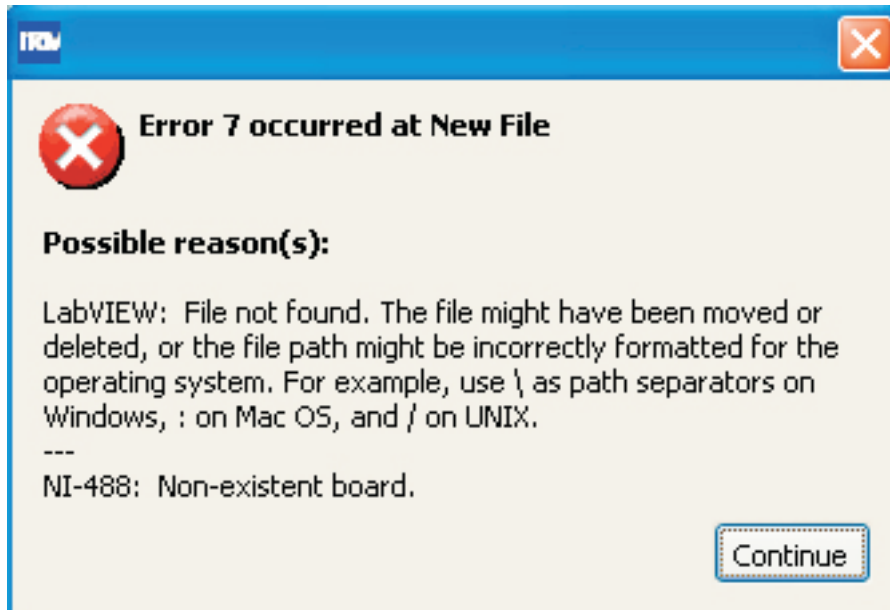 Error 7 occurred at New File
Possible reason(s):
LabVIEW:  File not found. The file might have been moved or
deleted, or the file path might be incorrectly formatted for the
operating system. For example, use \ as path separators on
Windows, : on Mac OS, and / on UNIX.
---
NI-488:  Non-existent board.
Continue